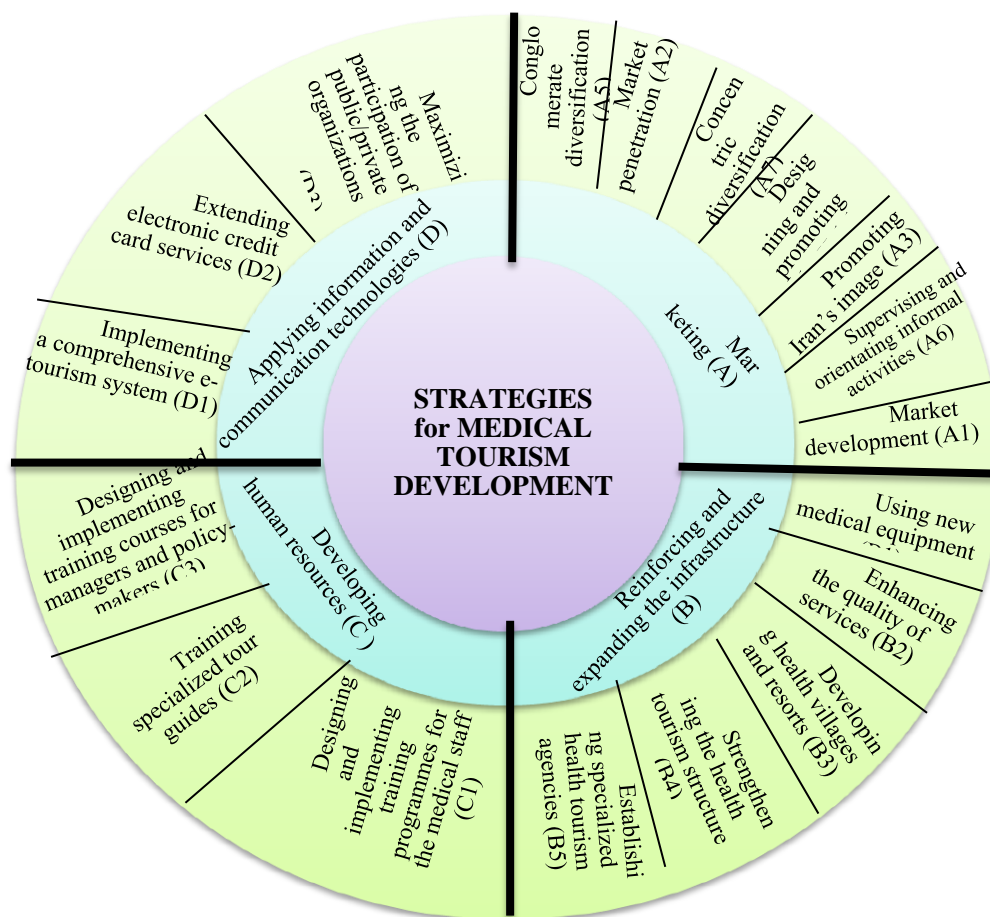 STRATEGIES
for MEDICAL
TOURISM
DEVELOPMENT
Mar
keting (A)
Conglo
merate
diversification
(A5)
Market
penetration (A2)
Concen
tric
diversification
(A7)
Desig
ning and
promoting
Promoting
Iran's image (A3)
Supervising and
orientating informal
activities (A6)
Market
development (A1)
Reinforcing and
expanding the infrastructure
(B)
Using new
medical equipment
Enhancing
the quality of
services (B2)
Developin
g health villages
and resorts (B3)
Strengthen
ing the health
tourism structure
(B4)
Establishi
ng specialized
health tourism
agencies (B5)
Developing
human resources (C)
Designing
and
implementing
training
programmes for
the medical staff
(C1)
Training
specialized tour
guides (C2)
Designing and
implementing
training courses for
managers and policy-
makers (C3)
Applying information and
communication technologies (D)
Implementing
a comprehensive e-
tourism system (D1)
Extending
electronic credit
card services (D2)
Maximizi
ng the
participation of
public/private
organizations
(D3)